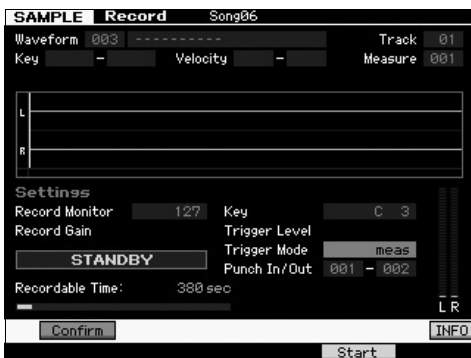 SAMPLE Record Song06
Waveform 003 ---------- Track 01
Key - Velocity - Measure 001
L
R
Settings
Record Monitor 127 Key C 3
Record Gain Trigger Level
Trigger Mode meas
STANDBY
Punch In/Out 001 - 002
Recordable Time: 380 sec
L R
Confirm INFO
Start